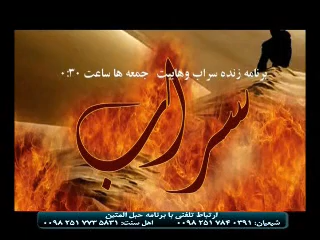 برنامه زنده سراب وهابیت جمعه ها ساعت ۰:۳۰
سراب
ارتباط تلفنی با برنامه حبل المتین
شیعیان: ۰۳۹۱ ۷۸۴ ۲۵۱ ۰۰۹۸ اهل سنت: ۵۸۳۱ ۷۷۳ ۲۵۱ ۰۰۹۸